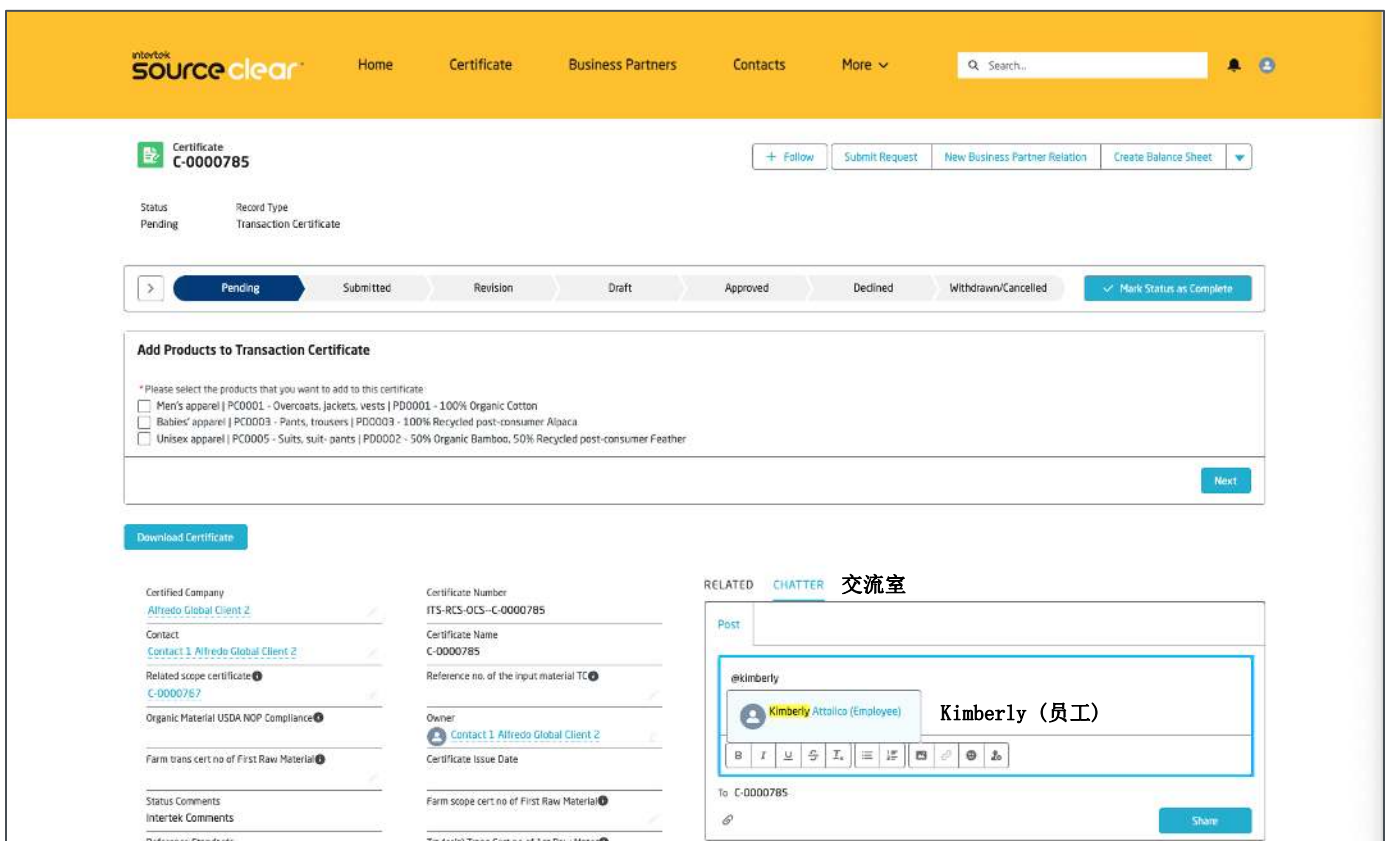 intertek
sourceclear
Home
Certificate
Business Partners
Contacts
More
Search...
Certificate
C-0000785
+ Follow
Submit Request
New Business Partner Relation
Create Balance Sheet
Status
Record Type
Pending
Transaction Certificate
Pending
Submitted
Revision
Draft
Approved
Declined
Withdrawn/Cancelled
Mark Status as Complete
Add Products to Transaction Certificate
*Please select the products that you want to add to this certificate
Men's apparel | PC0001 - Overcoats, jackets, vests | PD0001 - 100% Organic Cotton
Babies' apparel | PC0003 - Pants, trousers | PD0003 - 100% Recycled post-consumer Alpaca
Unisex apparel | PC0005 - Suits, suit- pants | PD0002 - 50% Organic Bamboo, 50% Recycled post-consumer Feather
Next
Download Certificate
Certified Company
Alfredo Global Client 2
Contact
Contact 1 Alfredo Global Client 2
Related scope certificate
C-0000767
Organic Material USDA NOP Compliance
Farm trans cert no of First Raw Material
Status Comments
Intertek Comments
Certificate Number
ITS-RCS-OCS--C-0000785
Certificate Name
C-0000785
Reference no. of the input material TC
Owner
Contact 1 Alfredo Global Client 2
Certificate Issue Date
Farm scope cert no of First Raw Material
RELATED
CHATTER
交流室
Post
@kimberly
Kimberly Attolico (Employee)
Kimberly (员工)
B I U S
To C-0000785
Share